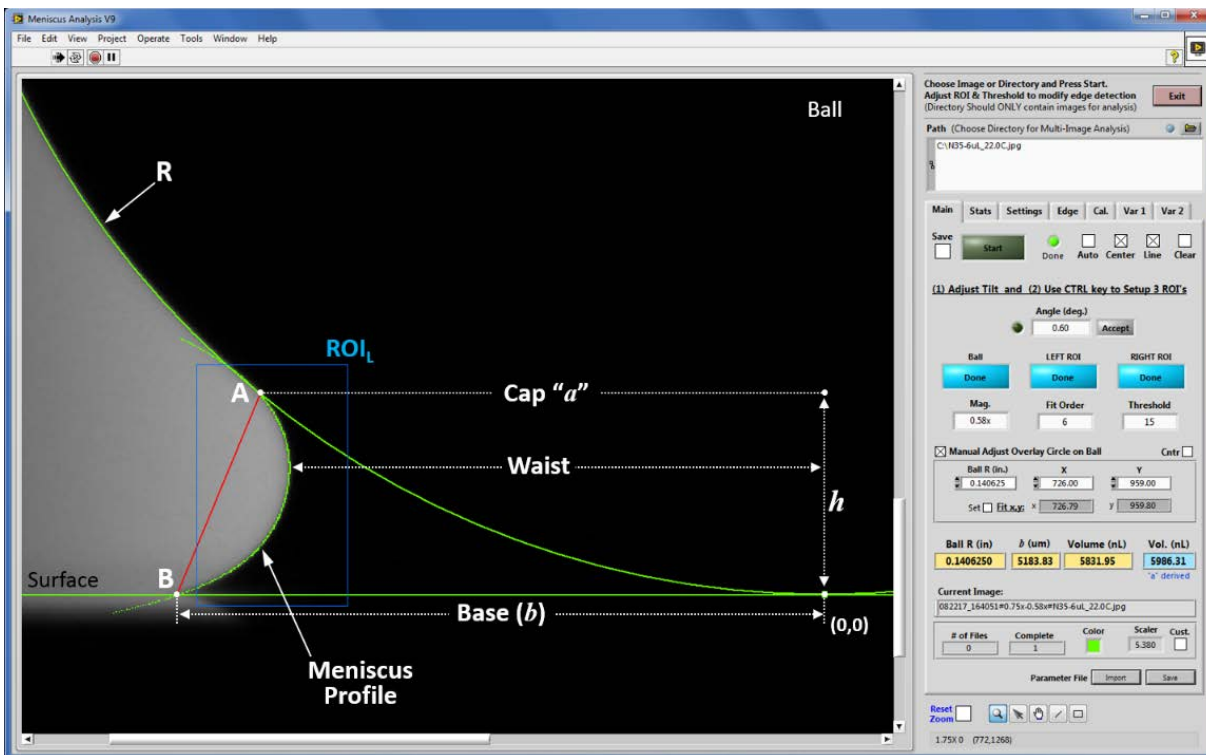 Meniscus Analysis V9
File Edit View Project Operate Tools Window Help
Ball
R
ROIL
A
Cap “a”
Waist
h
Surface
B
Base (b)
(0,0)
Meniscus
Profile
Choose Image or Directory and Press Start.
Adjust ROI & Threshold to modify edge detection
(Directory Should ONLY contain images for analysis)
Exit
Path (Choose Directory for Multi-Image Analysis)
C:\N35-6uL_22.0C.jpg
Main Stats Settings Edge Cal. Var 1 Var 2
Save
Start
Done Auto Center Line Clear
(1) Adjust Tilt and (2) Use CTRL key to Setup 3 ROI's
Angle (deg.)
0.60 Accept
Ball LEFT ROI RIGHT ROI
Done Done Done
Mag. Fit Order Threshold
0.58x 6 15
Manual Adjust Overlay Circle on Ball Cntr
Ball R (in.) X Y
0.140625 726.00 959.00
Set Fit x,y: x 726.79 y 959.80
Ball R (in) b (um) Volume (nL) Vol. (nL)
0.1406250 5183.83 5831.95 5986.31
"a" derived
Current Image:
082217_164051#0.75x-0.58x#N35-6uL_22.0C.jpg
# of Files Complete Color Scaler Cust.
0 1 5.380
Parameter File Import Save
Reset
Zoom
1.75X 0 (772,1268)